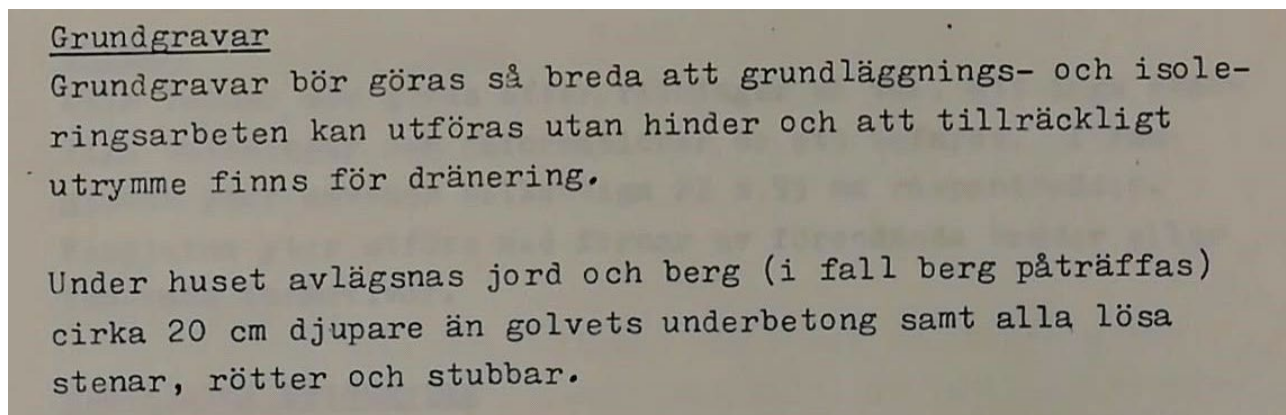 Grundgravar
Grundgravar bör göras så breda att grundläggnings- och isole-
ringsarbeten kan utföras utan hinder och att tillräckligt
utrymme finns för dränering.
Under huset avlägsnas jord och berg (i fall berg påträffas)
cirka 20 cm djupare än golvets underbetong samt alla lösa
stenar, rötter och stubbar.